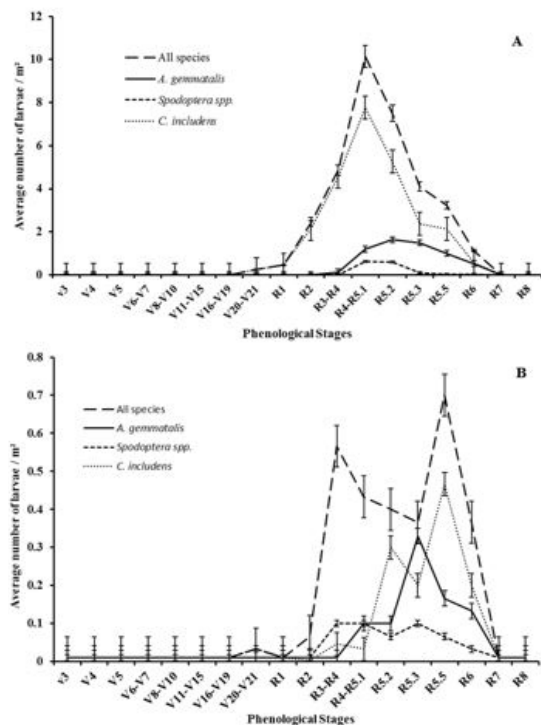 12
A
All species
A. gemmatalis
Spodoptera spp.
C. includens
10
8
6
4
2
0
Average number of larvae / m²
v3
V4
V5
V6-V7
V8-V10
V11-V15
V16-V19
V20-V21
R1
R2
R3-R4
R4-R5.1
R5.2
R5.3
R5.5
R6
R7
R8
Phenological Stages
0.8
B
All species
A. gemmatalis
Spodoptera spp.
C. includens
0.7
0.6
0.5
0.4
0.3
0.2
0.1
0
Average number of larvae / m²
v3
V4
V5
V6-V7
V8-V10
V11-V15
V16-V19
V20-V21
R1
R2
R3-R4
R4-R5.1
R5.2
R5.3
R5.5
R6
R7
R8
Phenological Stages